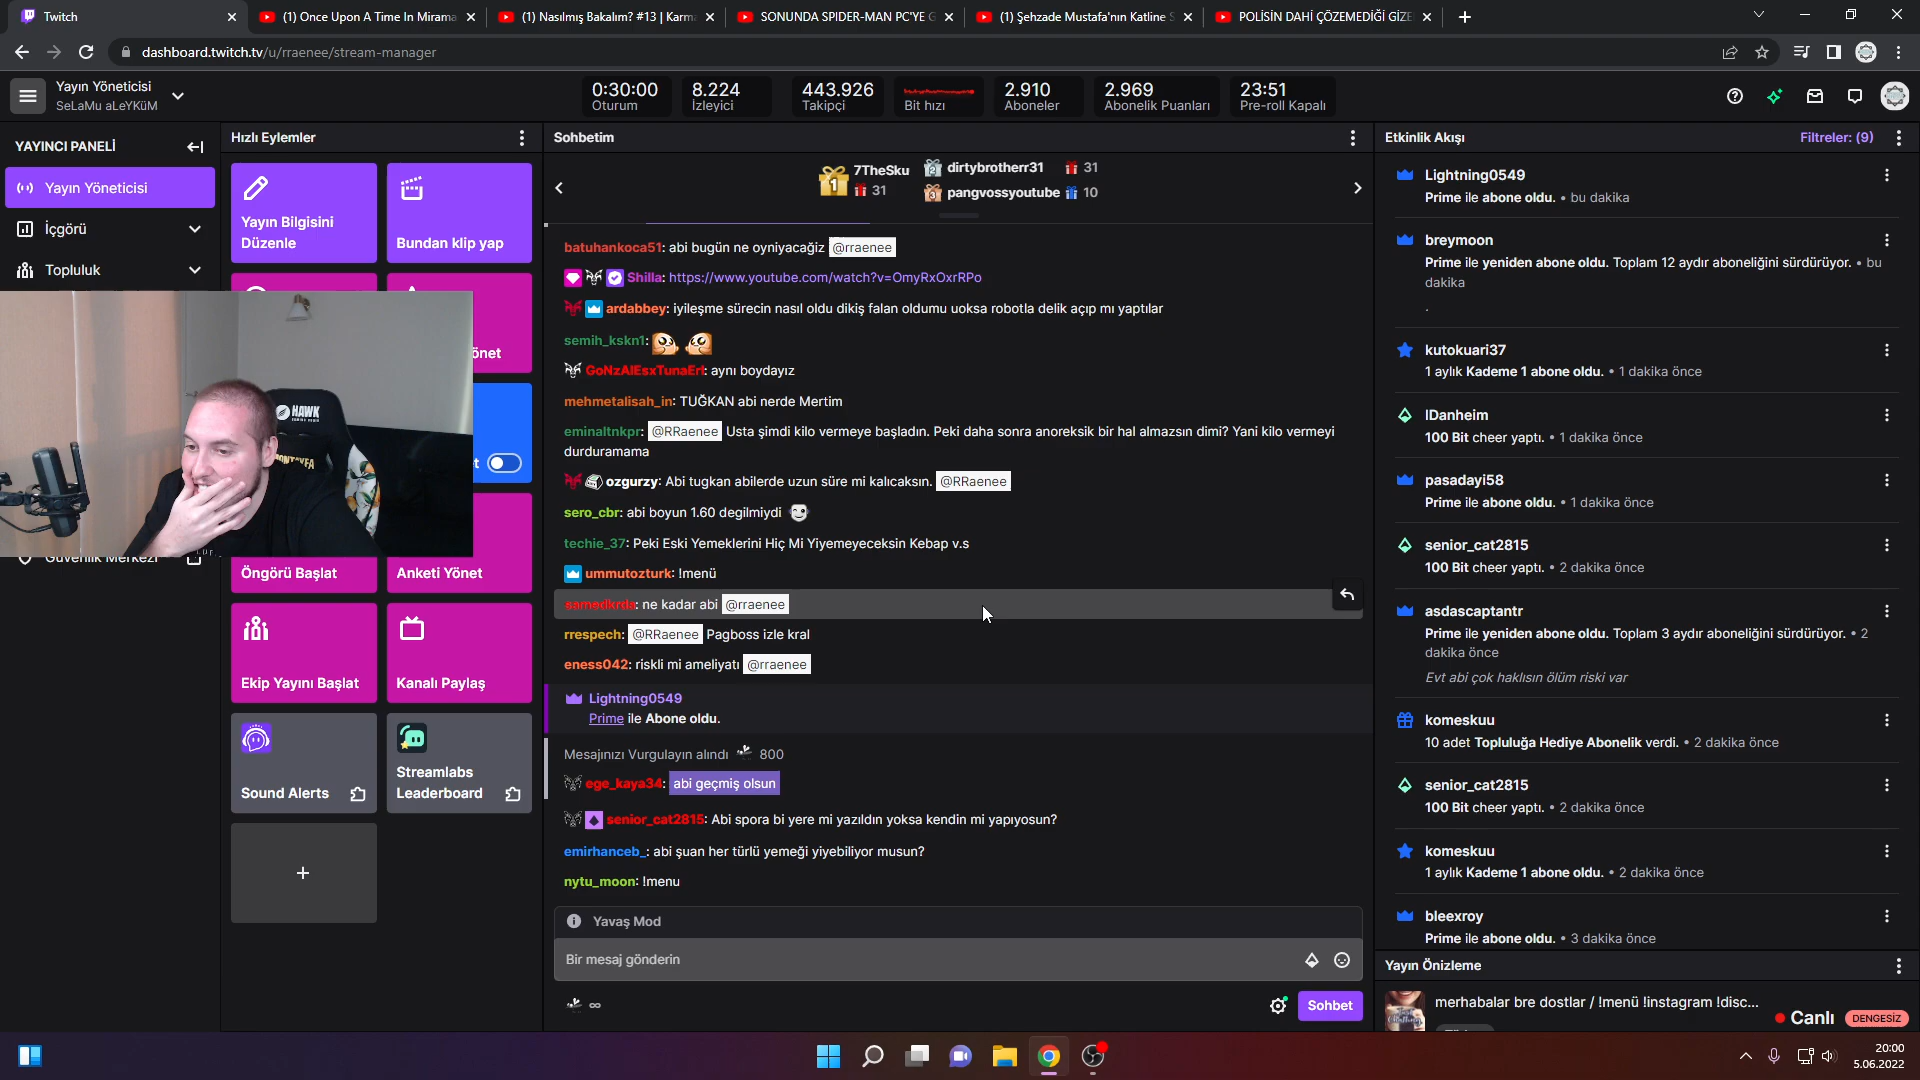 Twitch
(1) Once Upon A Time In Mirama
(1) Nasılmış Bakalım? #13 | Karma
SONUNDA SPIDER-MAN PC'YE G
(1) Şehzade Mustafa'nın Katline S
POLİSİN DAHİ ÇÖZEMEDİĞİ GİZE
dashboard.twitch.tv/u/rraenee/stream-manager
Yayın Yöneticisi
SeLaMu aLeYKüM
0:30:00
Oturum
8.224
İzleyici
443.926
Takipçi
Bit hızı
2.910
Aboneler
2.969
Abonelik Puanları
23:51
Pre-roll Kapalı
YAYINCI PANELİ
Yayın Yöneticisi
İçgörü
Topluluk
Güvenlik Merkezi
Hızlı Eylemler
Yayın Bilgisini
Düzenle
Bundan klip yap
önet
t
Öngörü Başlat
Anketi Yönet
Ekip Yayını Başlat
Kanalı Paylaş
Sound Alerts
Streamlabs
Leaderboard
HAWK
Sohbetim
1
7TheSku
31
2
dirtybrotherr31
31
3
pangvossyoutube
10
batuhankoca51: abi bugün ne oyniyacağiz @rraenee
Shilla: https://www.youtube.com/watch?v=OmyRxOxrRPo
ardabbey: iyileşme sürecin nasıl oldu dikiş falan oldumu uoksa robotla delik açıp mı yaptılar
semih_kskn1:
GoNzAlEsxTunaErl: aynı boydayız
mehmetalisah_in: TUĞKAN abi nerde Mertim
eminaltnkpr: @RRaenee Usta şimdi kilo vermeye başladın. Peki daha sonra anoreksik bir hal almazsın dimi? Yani kilo vermeyi
durduramama
ozgurzy: Abi tugkan abilerde uzun süre mi kalıcaksın. @RRaenee
sero_cbr: abi boyun 1.60 degilmiydi
techie_37: Peki Eski Yemeklerini Hiç Mi Yiyemeyeceksin Kebap v.s
ummutozturk: !menü
samedkrds: ne kadar abi @rraenee
rrespech: @RRaenee Pagboss izle kral
eness042: riskli mi ameliyatı @rraenee
Lightning0549
Prime ile Abone oldu.
Mesajınızı Vurgulayın alındı 800
ege_kaya34: abi geçmiş olsun
senior_cat2815: Abi spora bi yere mi yazıldın yoksa kendin mi yapıyosun?
emirhanceb_: abi şuan her türlü yemeği yiyebiliyor musun?
nytu_moon: !menu
Yavaş Mod
Bir mesaj gönderin
∞
Sohbet
Etkinlik Akışı
Filtreler: (9)
Lightning0549
Prime ile abone oldu. • bu dakika
breymoon
Prime ile yeniden abone oldu. Toplam 12 aydır aboneliğini sürdürüyor. • bu
dakika
.
kutokuari37
1 aylık Kademe 1 abone oldu. • 1 dakika önce
IDanheim
100 Bit cheer yaptı. • 1 dakika önce
pasadayi58
Prime ile abone oldu. • 1 dakika önce
senior_cat2815
100 Bit cheer yaptı. • 2 dakika önce
asdascaptantr
Prime ile yeniden abone oldu. Toplam 3 aydır aboneliğini sürdürüyor. • 2
dakika önce
Evt abi çok haklısın ölüm riski var
komeskuu
10 adet Topluluğa Hediye Abonelik verdi. • 2 dakika önce
senior_cat2815
100 Bit cheer yaptı. • 2 dakika önce
komeskuu
1 aylık Kademe 1 abone oldu. • 2 dakika önce
bleexroy
Prime ile abone oldu. • 3 dakika önce
Yayın Önizleme
merhabalar bre dostlar / !menü !instagram !disc...
Canlı
DENGESİZ
20:00
5.06.2022